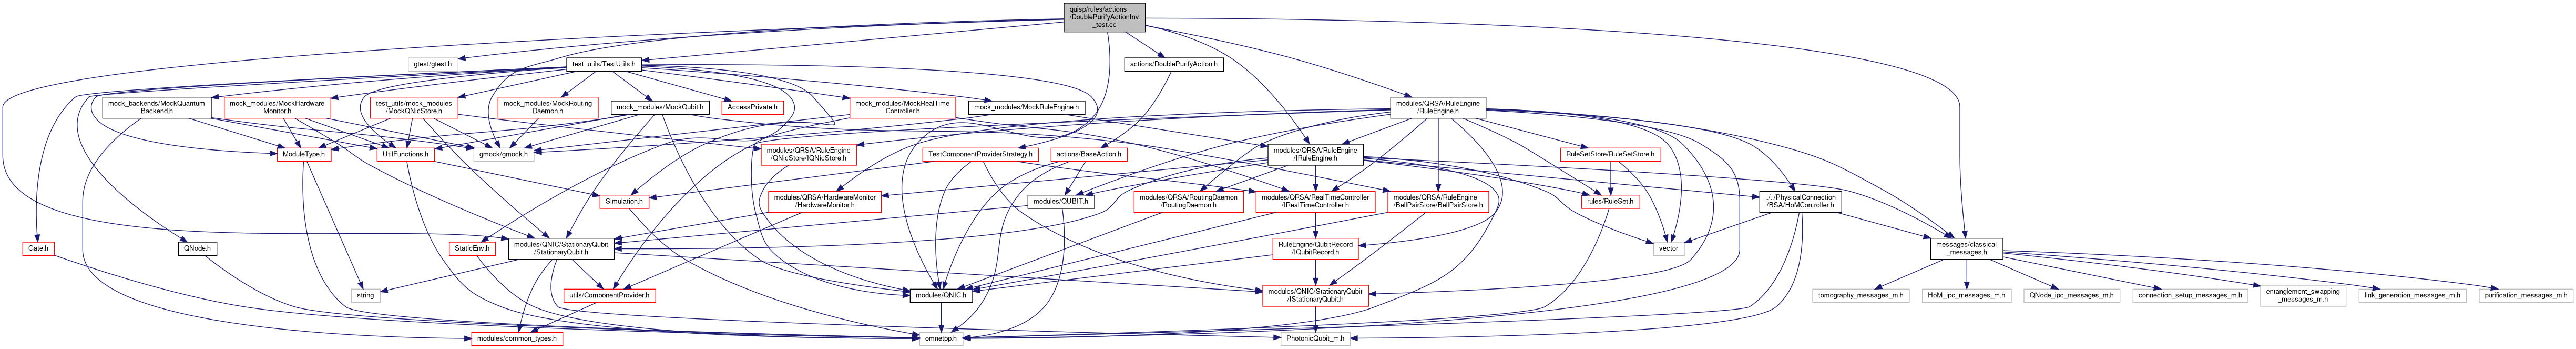 quisp/rules/actions
/DoublePurifyActionInv
_test.cc
gtest/gtest.h
test_utils/TestUtils.h
actions/DoublePurifyAction.h
mock_backends/MockQuantum
Backend.h
mock_modules/MockHardware
Monitor.h
test_utils/mock_modules
/MockQNicStore.h
mock_modules/MockRouting
Daemon.h
mock_modules/MockQubit.h
AccessPrivate.h
mock_modules/MockRealTime
Controller.h
mock_modules/MockRuleEngine.h
modules/QRSA/RuleEngine
/RuleEngine.h
ModuleType.h
UtilFunctions.h
gmock/gmock.h
modules/QRSA/RuleEngine
/QNicStore/IQNicStore.h
TestComponentProviderStrategy.h
actions/BaseAction.h
modules/QRSA/RuleEngine
/IRuleEngine.h
RuleSetStore/RuleSetStore.h
Simulation.h
modules/QRSA/HardwareMonitor
/HardwareMonitor.h
modules/QUBIT.h
modules/QRSA/RoutingDaemon
/RoutingDaemon.h
modules/QRSA/RealTimeController
/IRealTimeController.h
modules/QRSA/RuleEngine
/BellPairStore/BellPairStore.h
rules/RuleSet.h
../../PhysicalConnection
/BSA/HoMController.h
Gate.h
QNode.h
StaticEnv.h
modules/QNIC/StationaryQubit
/StationaryQubit.h
RuleEngine/QubitRecord
/IQubitRecord.h
vector
messages/classical
_messages.h
string
utils/ComponentProvider.h
modules/QNIC.h
modules/QNIC/StationaryQubit
/IStationaryQubit.h
tomography_messages_m.h
HoM_ipc_messages_m.h
QNode_ipc_messages_m.h
connection_setup_messages_m.h
entanglement_swapping
_messages_m.h
link_generation_messages_m.h
purification_messages_m.h
modules/common_types.h
omnetpp.h
PhotonicQubit_m.h